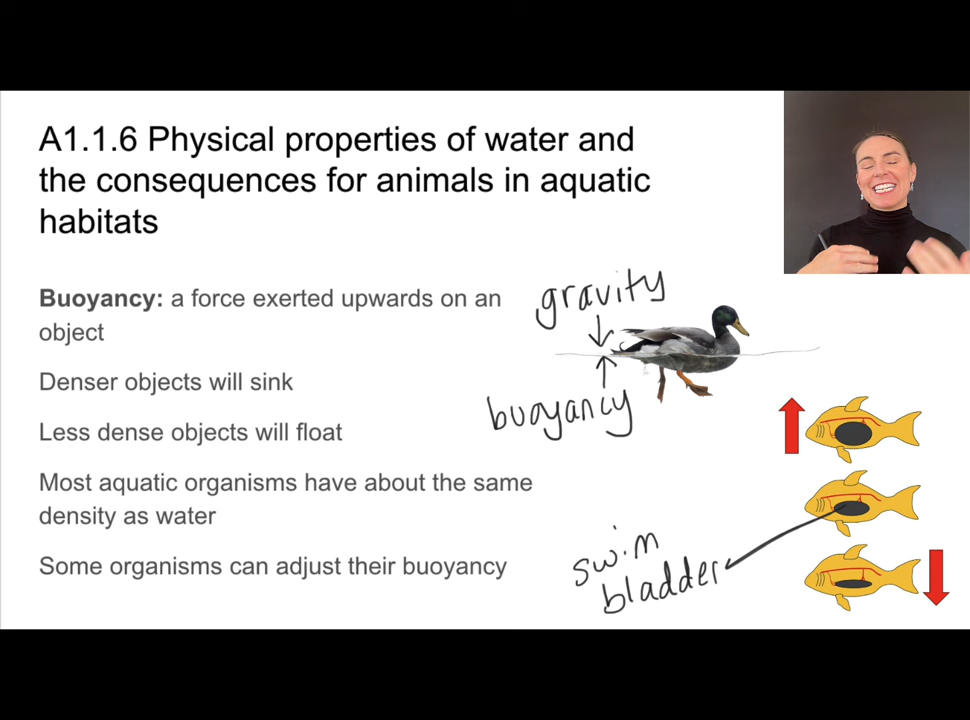 A1.1.6 Physical properties of water and
the consequences for animals in aquatic
habitats
Buoyancy: a force exerted upwards on an
object
Denser objects will sink
Less dense objects will float
Most aquatic organisms have about the same
density as water
Some organisms can adjust their buoyancy
gravity
buoyancy
swim
bladder